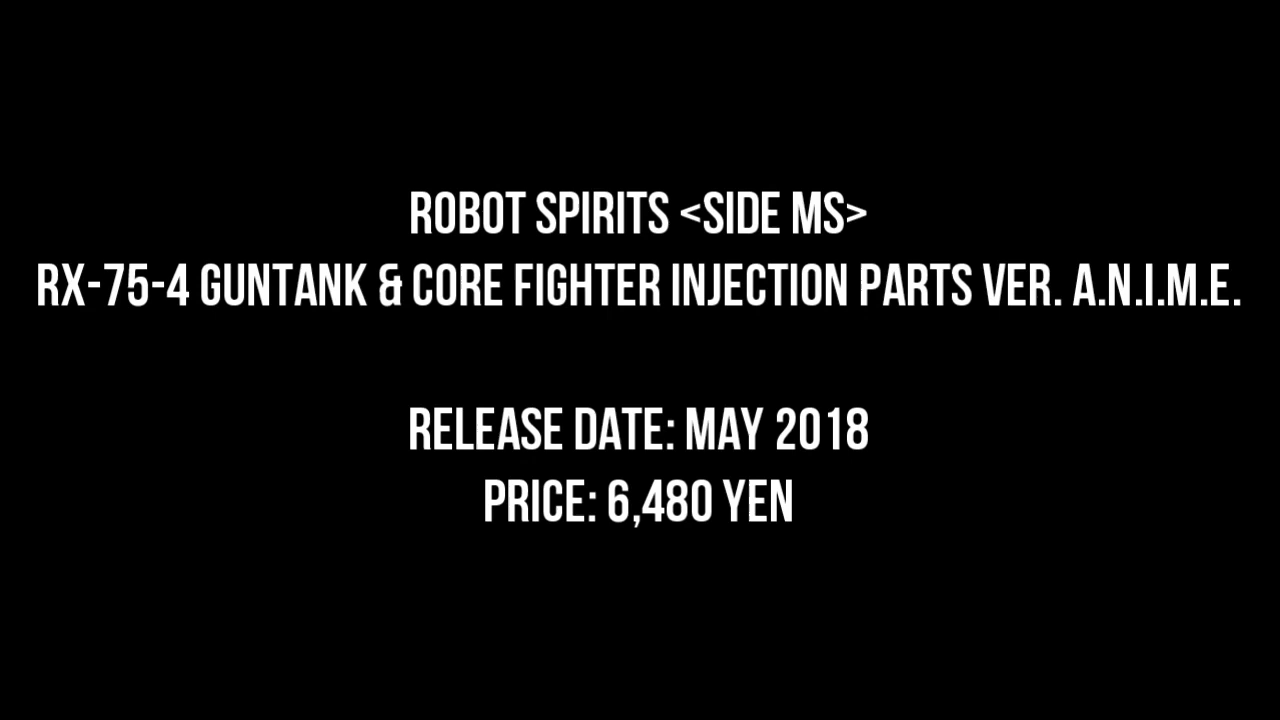 ROBOT SPIRITS <SIDE MS>
RX-75-4 GUNTANK & CORE FIGHTER INJECTION PARTS VER. A.N.I.M.E.
RELEASE DATE: MAY 2018
PRICE: 6,480 YEN